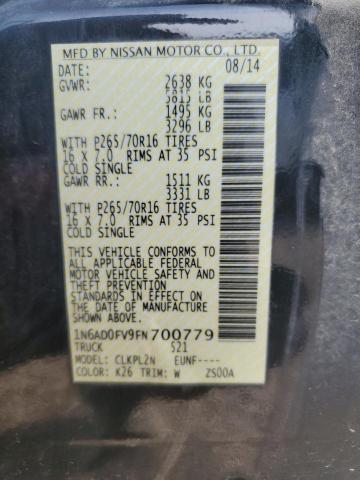 MFD BY NISSAN MOTOR CO., LTD.
DATE: 08/14
GVWR: 2638 KG
5815 LB
GAWR FR: 1495 KG
3296 LB
WITH P265/70R16 TIRES
16 X 7.0 RIMS AT 35 PSI
COLD SINGLE
GAWR RR: 1511 KG
3331 LB
WITH P265/70R16 TIRES
16 X 7.0 RIMS AT 35 PSI
COLD SINGLE
THIS VEHICLE CONFORMS TO
ALL APPLICABLE FEDERAL
MOTOR VEHICLE SAFETY AND
THEFT PREVENTION
STANDARDS IN EFFECT ON
THE DATE OF MANUFACTURE
SHOWN ABOVE.
1N6AD0FV9FN700779
TRUCK 521
MODEL: CLKPL2N EUNF----
COLOR: K26 TRIM: W ZS00A